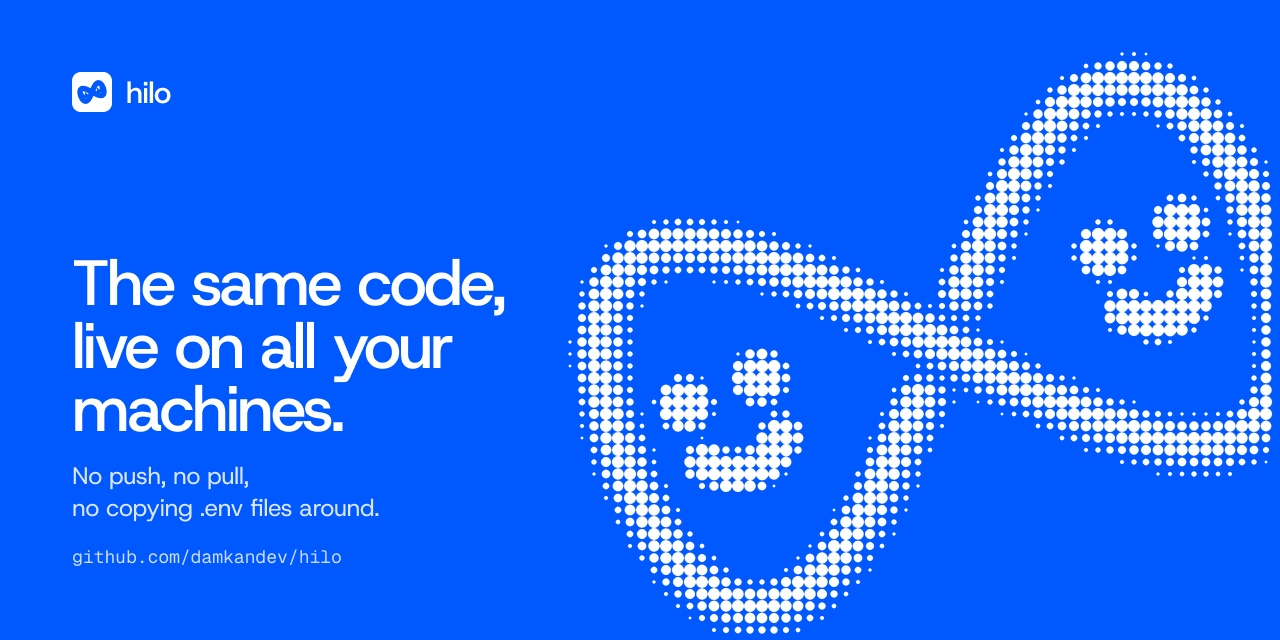 hilo
The same code,
live on all your
machines.
No push, no pull,
no copying .env files around.
github.com/damkandev/hilo